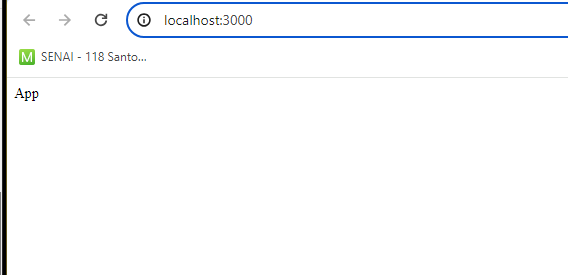 localhost:3000
M SENAI - 118 Santo...
App